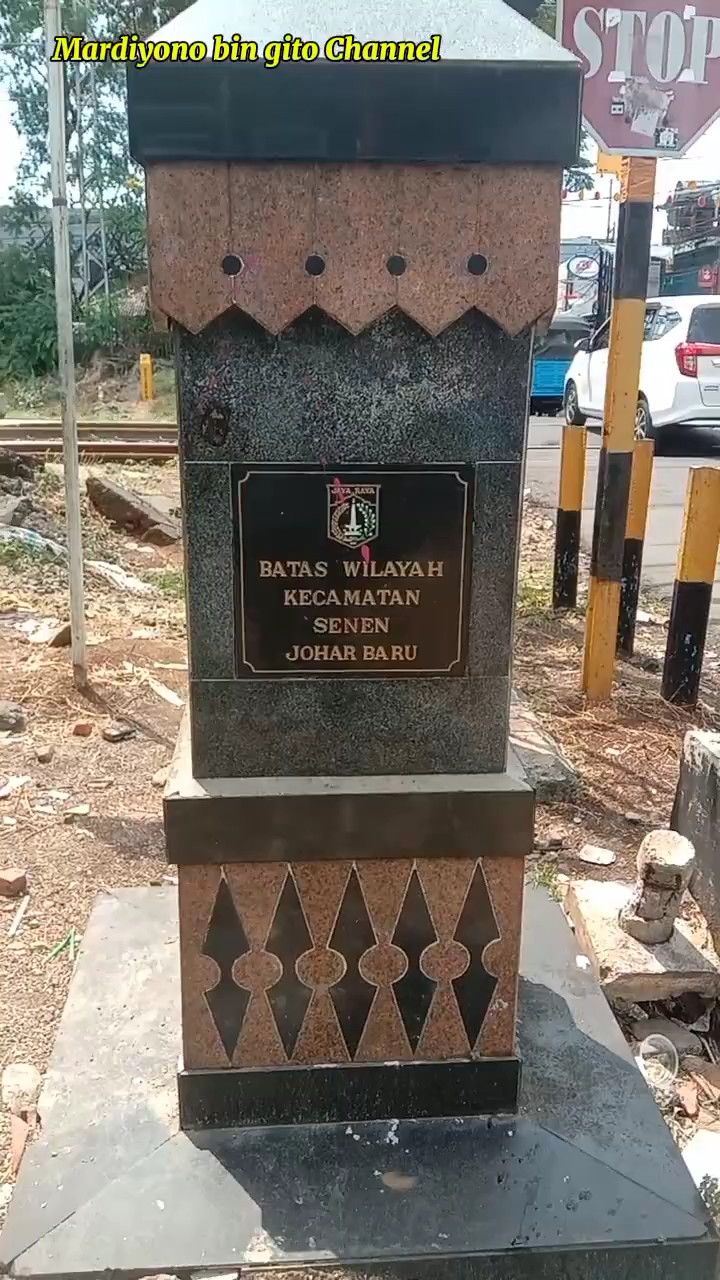 Mardiyono bin gito Channel
STOP
JAYA RAYA
BATAS WILAYAH
KECAMATAN
SENEN
JOHAR BARU